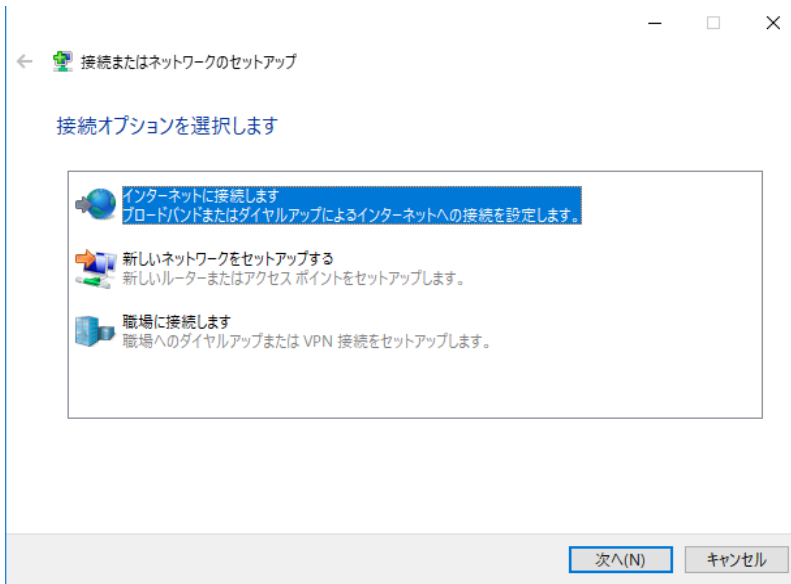 接続またはネットワークのセットアップ
接続オプションを選択します
インターネットに接続します
ブロードバンドまたはダイヤルアップによるインターネットへの接続を設定します。
新しいネットワークをセットアップする
新しいルーターまたはアクセス ポイントをセットアップします。
職場に接続します
職場へのダイヤルアップまたは VPN 接続をセットアップします。
次へ(N)
キャンセル